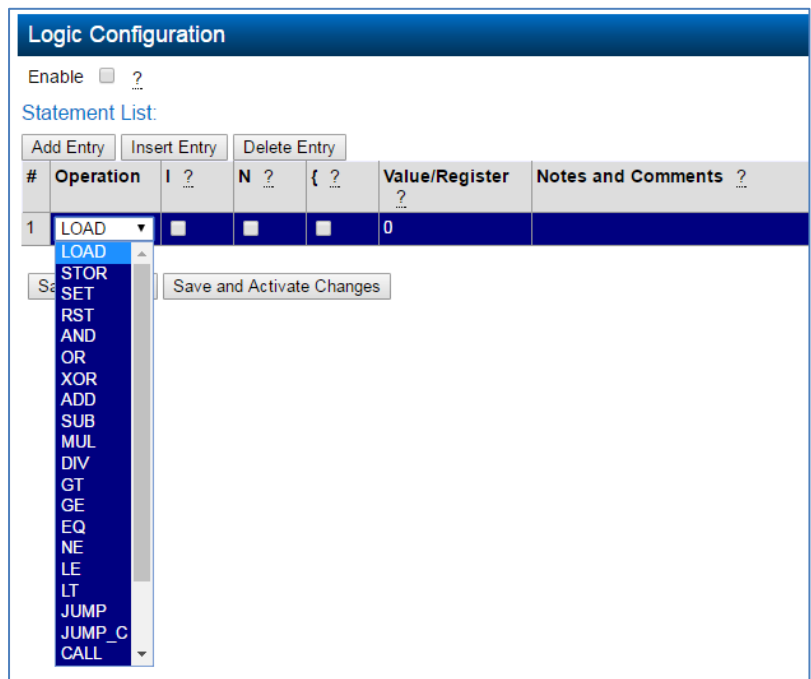 Logic Configuration
Enable ?
Statement List:
Add Entry Insert Entry Delete Entry
# Operation I ? N ? { ? Value/Register ? Notes and Comments ?
1 LOAD 0
LOAD
STOR
SET
RST
AND
OR
XOR
ADD
SUB
MUL
DIV
GT
GE
EQ
NE
LE
LT
JUMP
JUMP_C
CALL
Save and Activate Changes